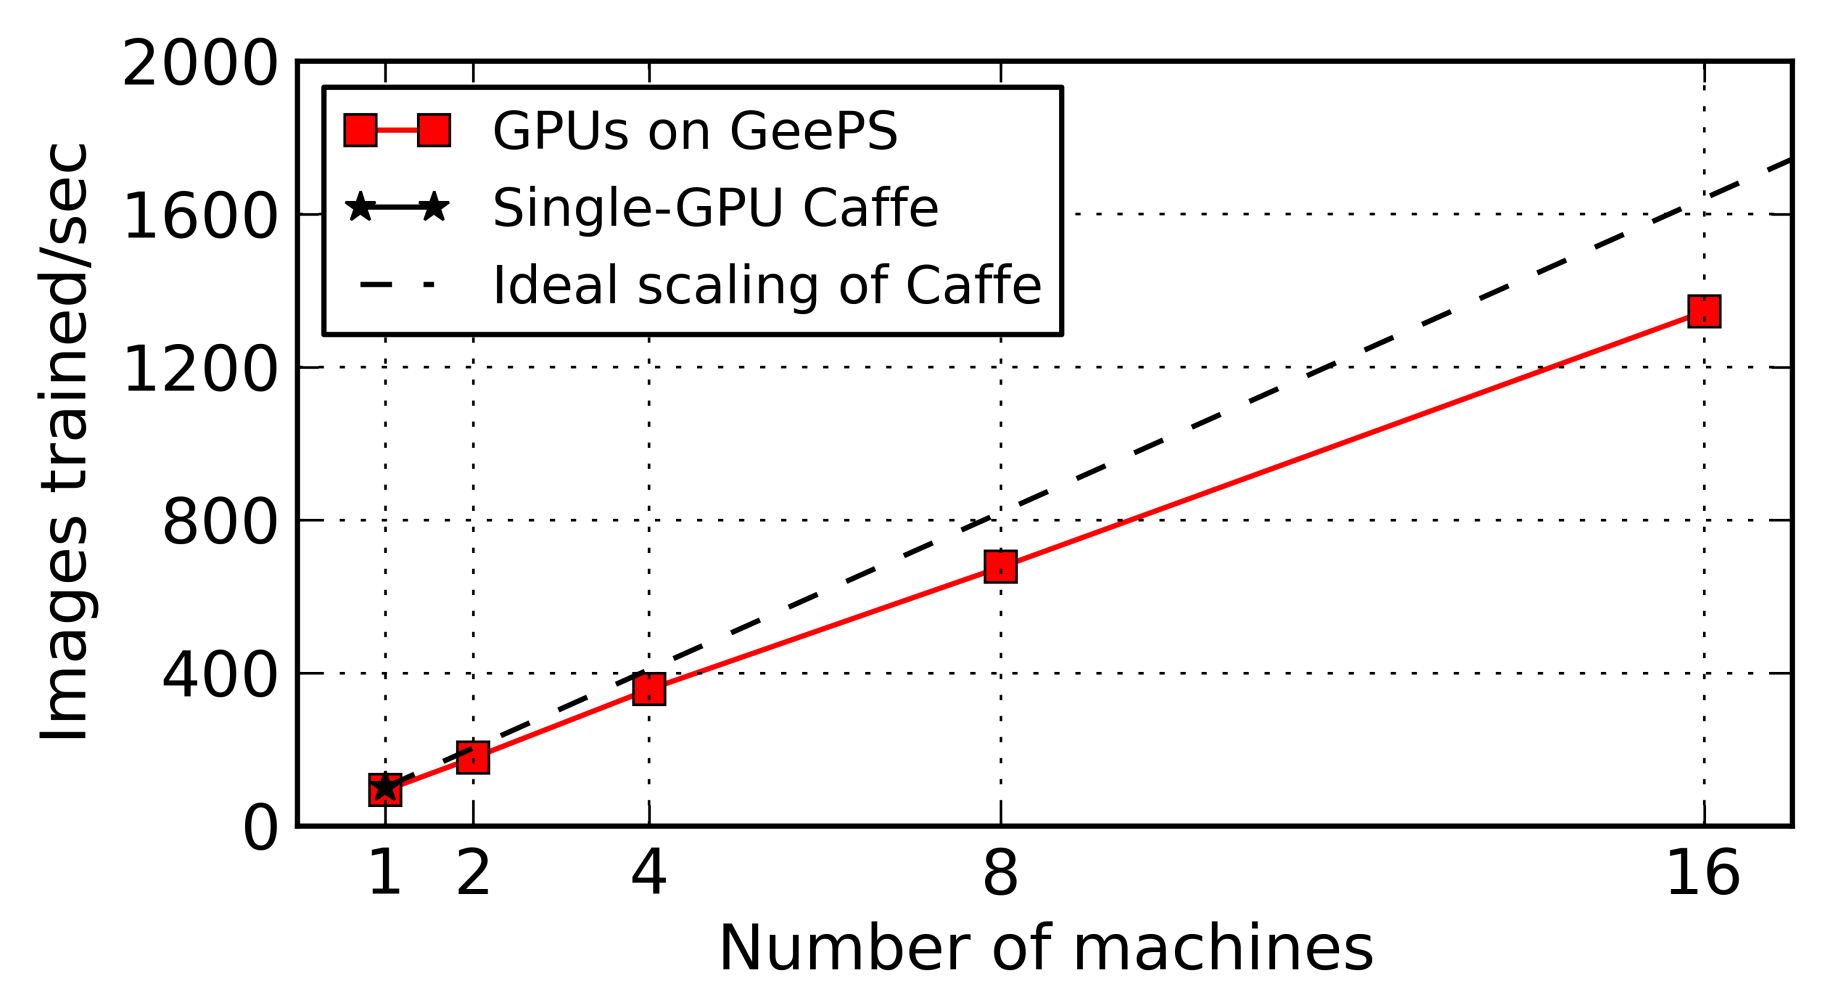 2000
1600
1200
800
400
0
Images trained/sec
GPUs on GeePS
Single-GPU Caffe
Ideal scaling of Caffe
1 2 4 8 16
Number of machines